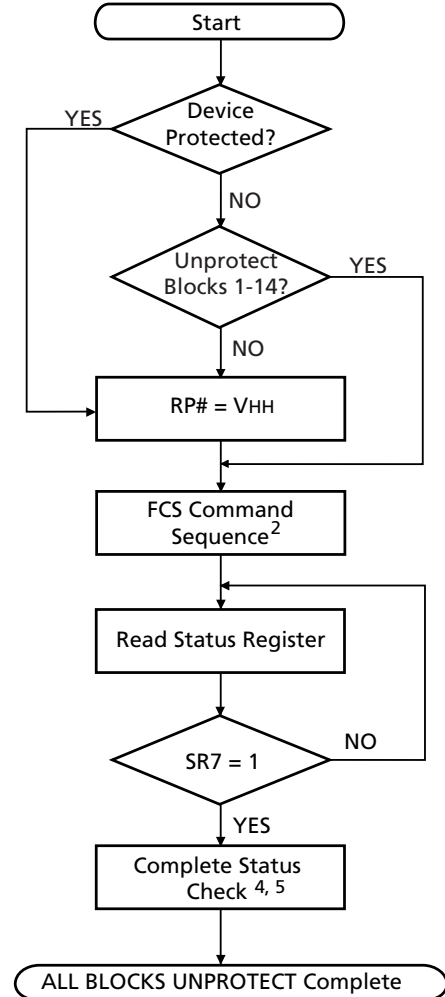 Start
Device
Protected?
YES
NO
Unprotect
Blocks 1-14?
YES
NO
RP# = VHH
FCS Command
Sequence2
Read Status Register
SR7 = 1
NO
YES
Complete Status
Check 4, 5
ALL BLOCKS UNPROTECT Complete